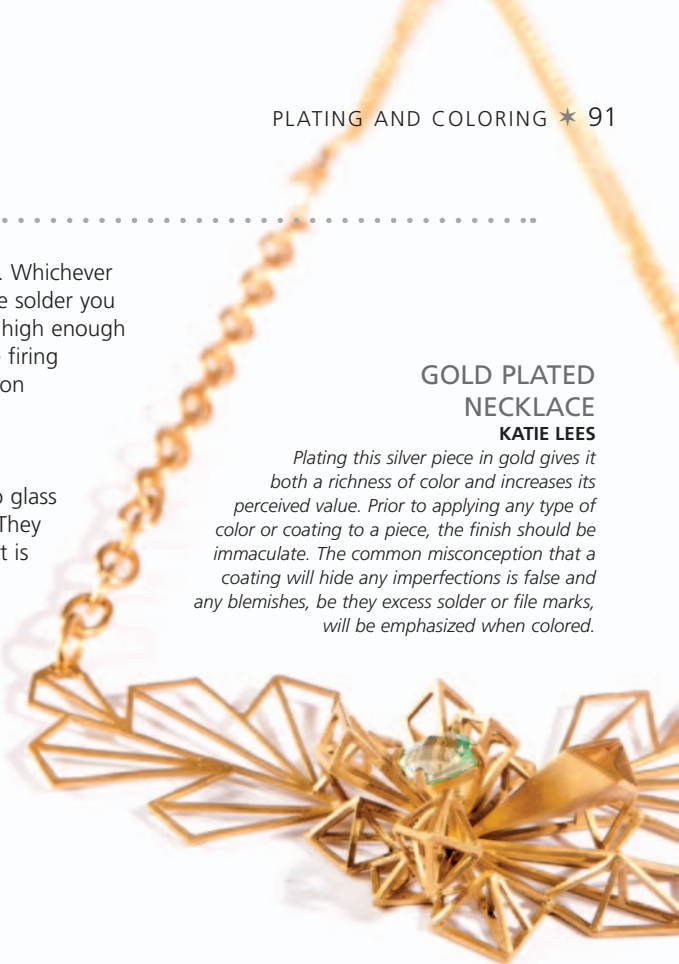 PLATING AND COLORING ✶ 91
. Whichever
e solder you
high enough
firing
on
o glass
They
t is
GOLD PLATED
NECKLACE
KATIE LEES
Plating this silver piece in gold gives it
both a richness of color and increases its
perceived value. Prior to applying any type of
color or coating to a piece, the finish should be
immaculate. The common misconception that a
coating will hide any imperfections is false and
any blemishes, be they excess solder or file marks,
will be emphasized when colored.